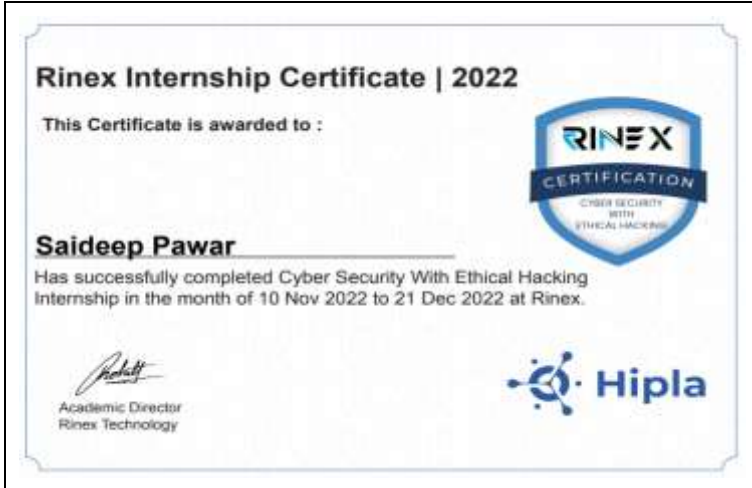 Rinex Internship Certificate | 2022
This Certificate is awarded to :
RINEX
CERTIFICATION
CYBER SECURITY
WITH
ETHICAL HACKING
Saideep Pawar
Has successfully completed Cyber Security With Ethical Hacking
Internship in the month of 10 Nov 2022 to 21 Dec 2022 at Rinex.
Academic Director
Rinex Technology
Hipla